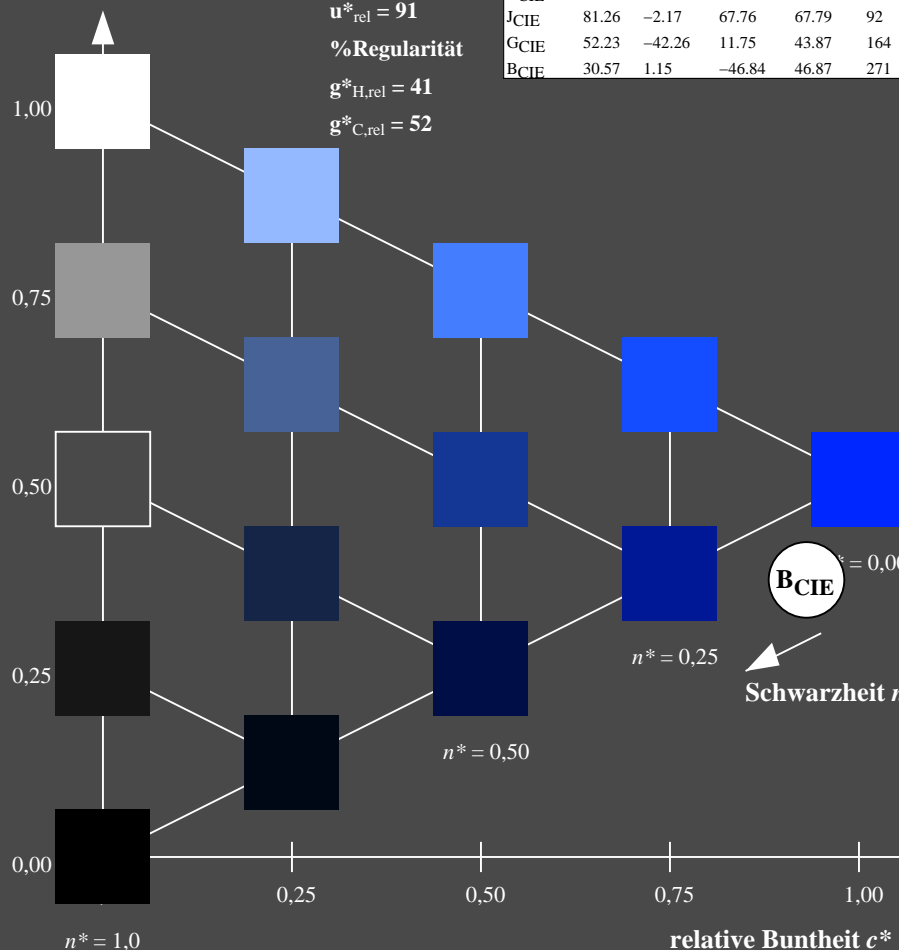 u*rel = 91
%Regularität
g*H,rel = 41
g*C,rel = 52
JCIE 81.26 −2.17 67.76 67.79 92
GCIE 52.23 −42.26 11.75 43.87 164
BCIE 30.57 1.15 −46.84 46.87 271
1,00
0,75
0,50
0,25
0,00
BCIE
* = 0,00
n* = 0,25
Schwarzheit n
n* = 0,50
0,25 0,50 0,75 1,00
n* = 1,0
relative Buntheit c*